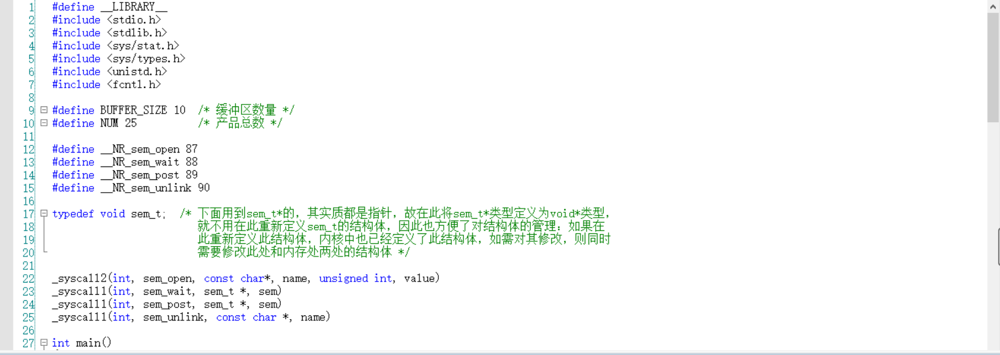 1 #define __LIBRARY__
2 #include <stdio.h>
3 #include <stdlib.h>
4 #include <sys/stat.h>
5 #include <sys/types.h>
6 #include <unistd.h>
7 #include <fcntl.h>
8
9 #define BUFFER_SIZE 10 /* 缓冲区数量 */
10 #define NUM 25 /* 产品总数 */
11
12 #define __NR_sem_open 87
13 #define __NR_sem_wait 88
14 #define __NR_sem_post 89
15 #define __NR_sem_unlink 90
16
17 typedef void sem_t; /* 下面用到sem_t*的，其实质都是指针，故在此将sem_t*类型定义为void*类型，
18 就不用在此重新定义sem_t的结构体，因此也方便了对结构体的管理：如果在
19 此重新定义此结构体，内核中也已经定义了此结构体，如需对其修改，则同时
20 需要修改此处和内存处两处的结构体 */
21
22 _syscall2(int, sem_open, const char*, name, unsigned int, value)
23 _syscall1(int, sem_wait, sem_t *, sem)
24 _syscall1(int, sem_post, sem_t *, sem)
25 _syscall1(int, sem_unlink, const char *, name)
26
27 int main()